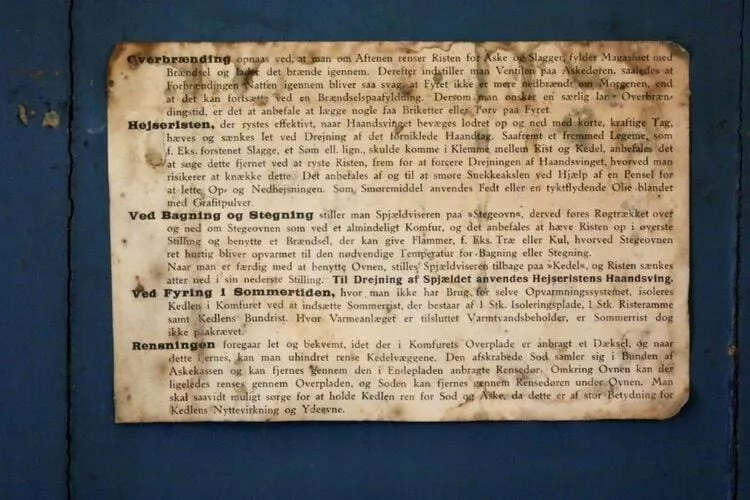 Overbrænding opnaas ved, at man om Aftenen renser Risten for Aske og Slagger, fylder Magasinet med
Brændsel og lader det brænde igennem. Derefter indstiller man Ventilen paa Askedøren, saaledes at
Forbrændingen Natten igennem bliver saa svag, at Fyret ikke er mere nedbrændt om Morgenen, end
at det kan fortsætte ved en Brændselspaafyldning. Dersom man ønsker en særlig lang Overbræn-
dingstid, er det at anbefale at lægge nogle faa Briketter eller Tørv paa Fyret.
Hejseristen, der rystes effektivt, naar Haandsvinget bevæges lodret op og ned med korte, kraftige Tag,
hæves og sænkes let ved Drejning af det forniklede Haandtag. Saafremt et fremmed Legeme, som
f. Eks. forstenet Slagge, et Søm ell. lign., skulde komme i Klemme mellem Rist og Kedel, anbefales det
at søge dette fjernet ved at ryste Risten, frem for at forcere Drejningen af Haandsvinget, hvorved man
risikerer at knække dette. Det anbefales af og til at smøre Snekkeakslen ved Hjælp af en Pensel for
at lette Op- og Nedhejsningen. Som Smøremiddel anvendes Fedt eller en tyktflydende Olie blandet
med Grafitpulver.
Ved Bagning og Stegning stiller man Spjældviseren paa »Stegeovn«, derved føres Røgtrækket over
og ned om Stegeovnen som ved et almindeligt Komfur, og det anbefales at hæve Risten op i øverste
Stilling og benytte et Brændsel, der kan give Flammer, f. Eks. Træ eller Kul, hvorved Stegeovnen
ret hurtig bliver opvarmet til den nødvendige Temperatur for Bagning eller Stegning.
Naar man er færdig med at benytte Ovnen, stilles Spjældviseren tilbage paa »Kedel«, og Risten sænkes
atter ned i sin nederste Stilling. Til Drejning af Spjældet anvendes Hejseristens Haandsving.
Ved Fyring i Sommertiden, hvor man ikke har Brug for selve Opvarmningssystemet, isoleres
Kedlen i Komfuret ved at indsætte Sommerrist, der bestaar af 1 Stk. Isoleringsplade, 1 Stk. Risteramme
samt Kedlens Bundrist. Hvor Varmeanlæget er tilsluttet Varmtvandsbeholder, er Sommerrist dog
ikke paakrævet.
Rensningen foregaar let og bekvemt, idet der i Komfurets Overplade er anbragt et Dæksel, og naar
dette fjernes, kan man uhindret rense Kedelvæggene. Den afskrabede Sod samler sig i Bunden af
Askekassen og kan fjernes gennem den i Endepladen anbragte Rensedør. Omkring Ovnen kan der
ligeledes renses gennem Overpladen, og Soden kan fjernes gennem Rensedøren under Ovnen. Man
skal saavidt muligt sørge for at holde Kedlen ren for Sod og Aske, da dette er af stor Betydning for
Kedlens Nyttevirkning og Ydeevne.